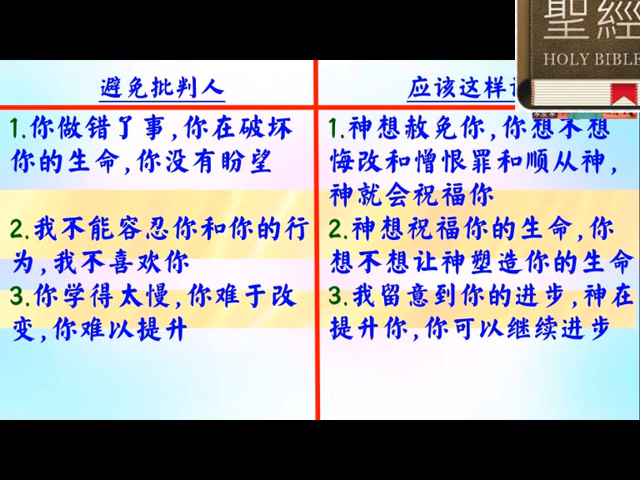 聖經
HOLY BIBLE
避免批判人
1.你做错了事,你在破坏
你的生命,你没有盼望
2.我不能容忍你和你的行
为,我不喜欢你
3.你学得太慢,你难于改
变,你难以提升
应该这样
1.神想赦免你,你想不想
悔改和憎恨罪和顺从神,
神就会祝福你
2.神想祝福你的生命,你
想不想让神塑造你的生命
3.我留意到你的进步,神在
提升你,你可以继续进步